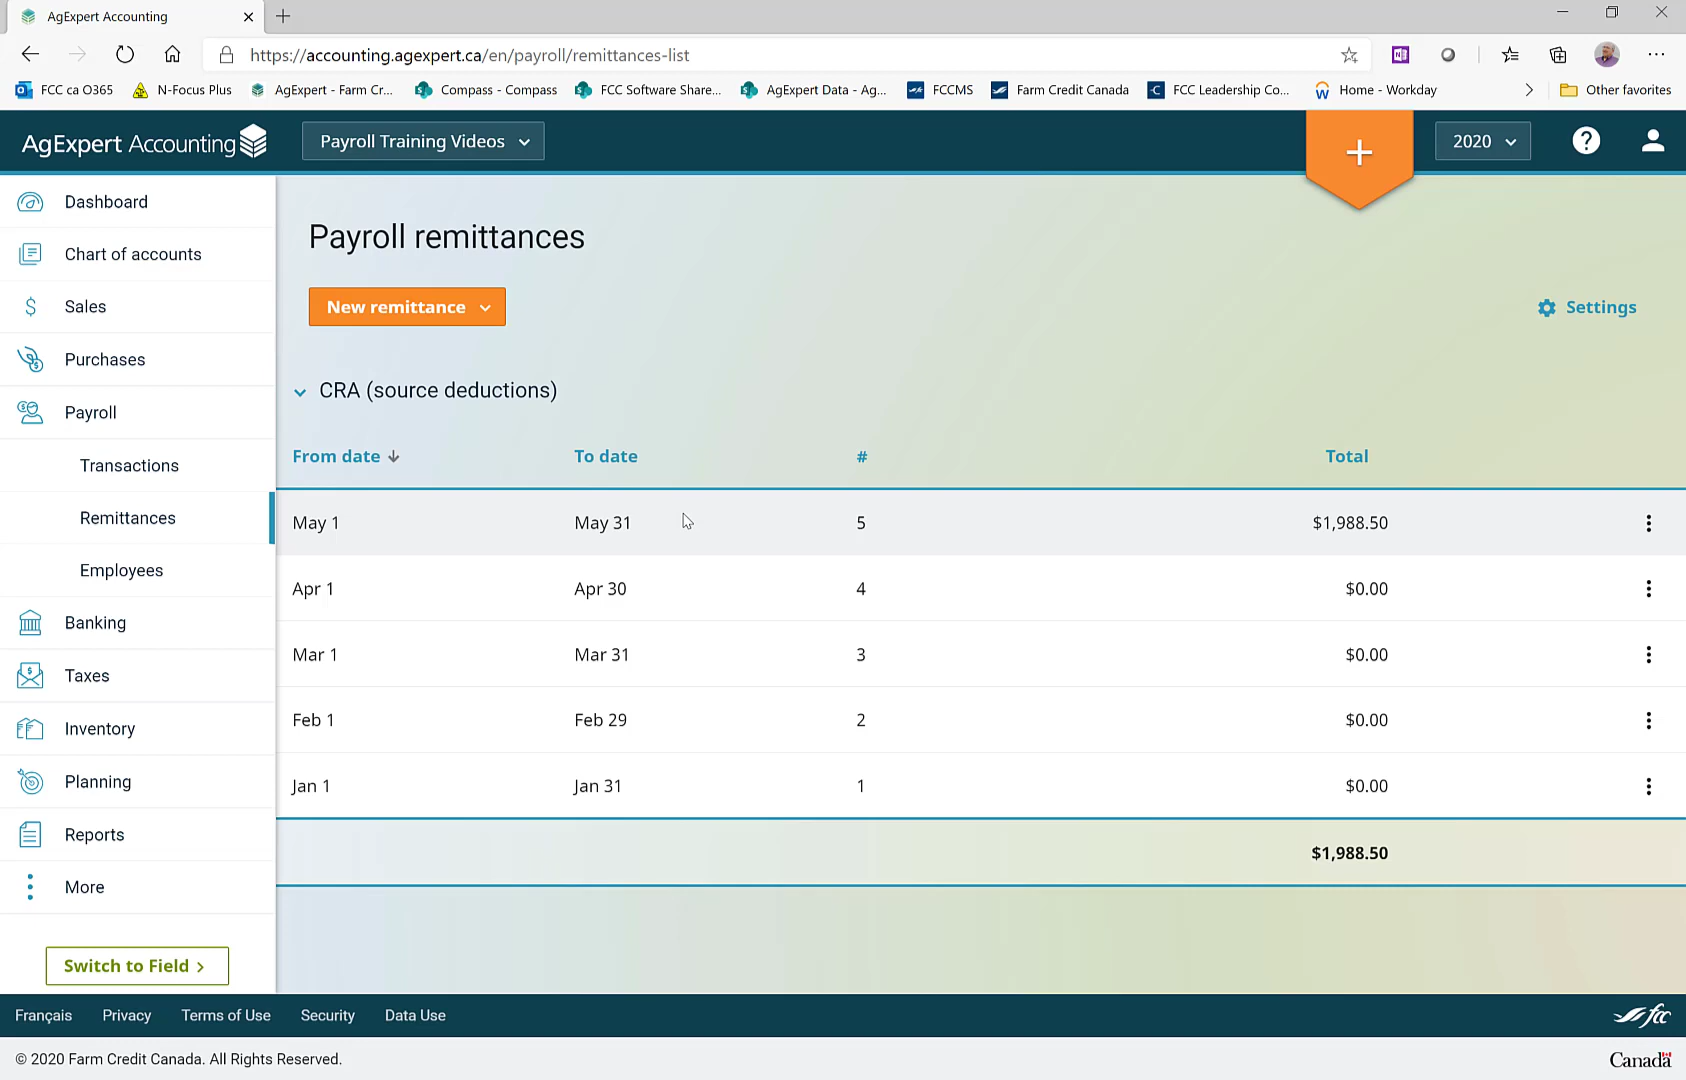 AgExpert Accounting
https://accounting.agexpert.ca/en/payroll/remittances-list
FCC ca O365 N-Focus Plus AgExpert - Farm Cr... Compass - Compass FCC Software Share... AgExpert Data - Ag... FCCMS Farm Credit Canada FCC Leadership Co... Home - Workday Other favorites
AgExpert Accounting Payroll Training Videos 2020
Dashboard
Chart of accounts
Sales
Purchases
Payroll
Transactions
Remittances
Employees
Banking
Taxes
Inventory
Planning
Reports
More
Switch to Field >
Payroll remittances
New remittance
Settings
CRA (source deductions)
From date To date # Total
May 1 May 31 5 $1,988.50
Apr 1 Apr 30 4 $0.00
Mar 1 Mar 31 3 $0.00
Feb 1 Feb 29 2 $0.00
Jan 1 Jan 31 1 $0.00
$1,988.50
Français Privacy Terms of Use Security Data Use fcc
© 2020 Farm Credit Canada. All Rights Reserved. Canada